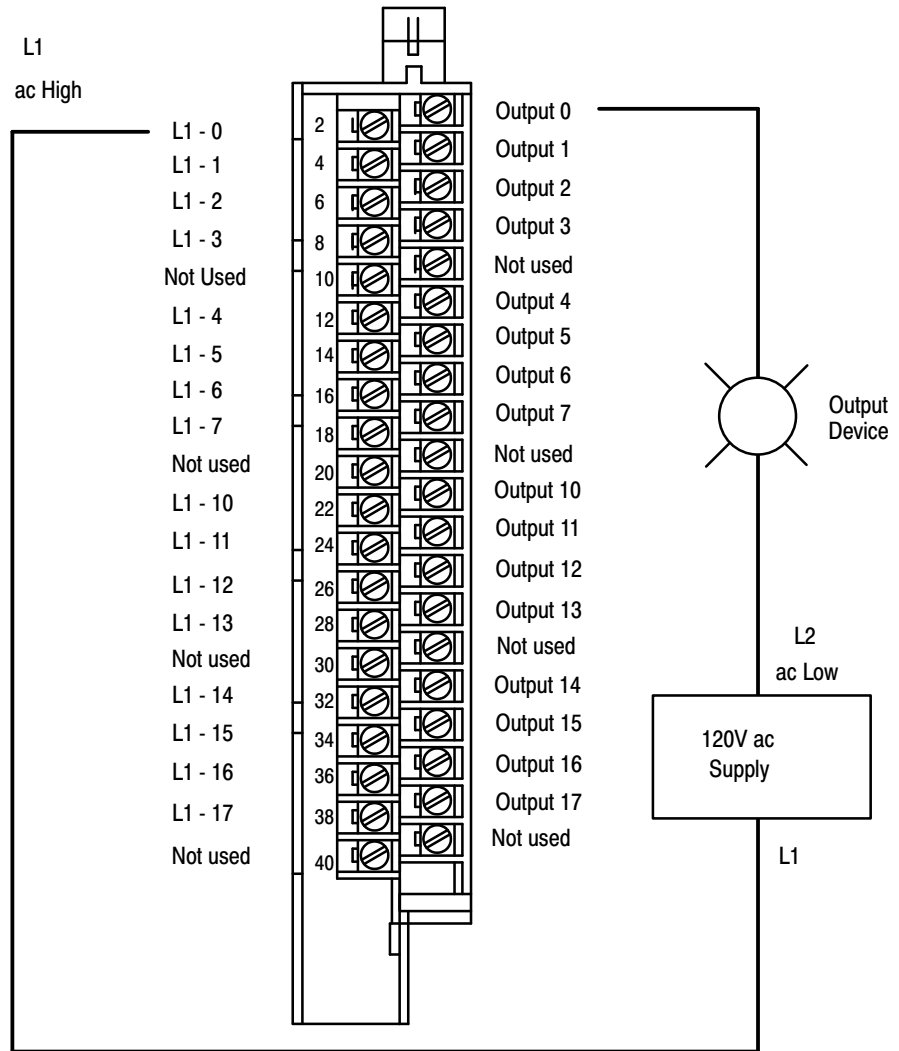 L1
ac High
L1 - 0
2
Output 0
L1 - 1
4
Output 1
L1 - 2
6
Output 2
L1 - 3
8
Output 3
Not Used
10
Not used
L1 - 4
12
Output 4
L1 - 5
14
Output 5
L1 - 6
16
Output 6
L1 - 7
18
Output 7
Not used
20
Not used
L1 - 10
22
Output 10
L1 - 11
24
Output 11
L1 - 12
26
Output 12
L1 - 13
28
Output 13
Not used
30
Not used
L1 - 14
32
Output 14
L1 - 15
34
Output 15
L1 - 16
36
Output 16
L1 - 17
38
Output 17
Not used
40
Not used
Output
Device
L2
ac Low
120V ac
Supply
L1